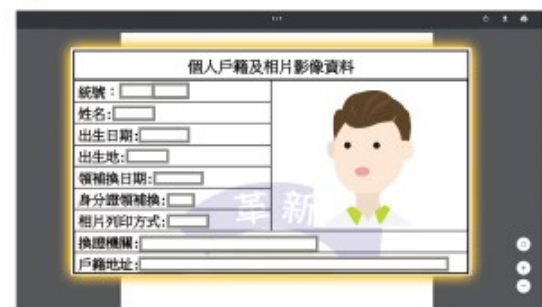 個人戶籍及相片影像資料
統號：
姓名：
出生日期：
出生地：
領補換日期：
身分證領補換：
相片列印方式：
換證機關：
戶籍地址：
革新